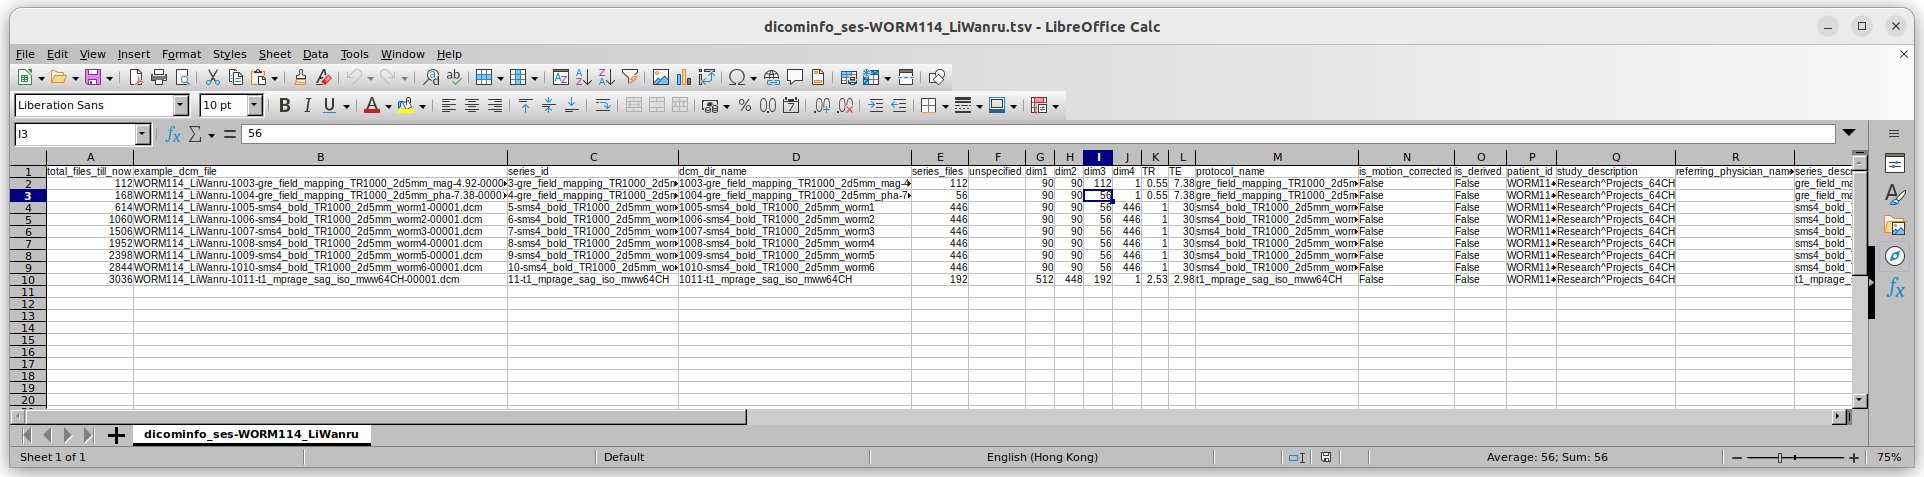 dicominfo_ses-WORM114_LiWanru.tsv - LibreOffice Calc
File Edit View Insert Format Styles Sheet Data Tools Window Help
Liberation Sans 10 pt
I3 56
A B C D E F G H I J K L M N O P Q R
1 total_files_till_now example_dcm_file series_id dcm_dir_name series_files unspecified dim1 dim2 dim3 dim4 TR TE protocol_name is_motion_corrected is_derived patient_id study_description referring_physician_nam series_descr
2 112 WORM114_LiWanru-1003-gre_field_mapping_TR1000_2d5mm_mag-4.92-0000 3-gre_field_mapping_TR1000_2d5n 1003-gre_field_mapping_TR1000_2d5mm_mag-4 112 90 90 112 1 0.55 7.38 gre_field_mapping_TR1000_2d5n False False WORM11 Research^Projects_64CH gre_field_ma
3 168 WORM114_LiWanru-1004-gre_field_mapping_TR1000_2d5mm_pha-7.38-0000 4-gre_field_mapping_TR1000_2d5n 1004-gre_field_mapping_TR1000_2d5mm_pha-7 56 90 90 56 1 0.55 7.38 gre_field_mapping_TR1000_2d5n False False WORM11 Research^Projects_64CH gre_field_ma
4 614 WORM114_LiWanru-1005-sms4_bold_TR1000_2d5mm_worm1-00001.dcm 5-sms4_bold_TR1000_2d5mm_wor 1005-sms4_bold_TR1000_2d5mm_worm1 446 90 90 56 446 1 30 sms4_bold_TR1000_2d5mm_wor False False WORM11 Research^Projects_64CH sms4_bold_
5 1060 WORM114_LiWanru-1006-sms4_bold_TR1000_2d5mm_worm2-00001.dcm 6-sms4_bold_TR1000_2d5mm_wor 1006-sms4_bold_TR1000_2d5mm_worm2 446 90 90 56 446 1 30 sms4_bold_TR1000_2d5mm_wor False False WORM11 Research^Projects_64CH sms4_bold_
6 1506 WORM114_LiWanru-1007-sms4_bold_TR1000_2d5mm_worm3-00001.dcm 7-sms4_bold_TR1000_2d5mm_wor 1007-sms4_bold_TR1000_2d5mm_worm3 446 90 90 56 446 1 30 sms4_bold_TR1000_2d5mm_wor False False WORM11 Research^Projects_64CH sms4_bold_
7 1952 WORM114_LiWanru-1008-sms4_bold_TR1000_2d5mm_worm4-00001.dcm 8-sms4_bold_TR1000_2d5mm_wor 1008-sms4_bold_TR1000_2d5mm_worm4 446 90 90 56 446 1 30 sms4_bold_TR1000_2d5mm_wor False False WORM11 Research^Projects_64CH sms4_bold_
8 2398 WORM114_LiWanru-1009-sms4_bold_TR1000_2d5mm_worm5-00001.dcm 9-sms4_bold_TR1000_2d5mm_wor 1009-sms4_bold_TR1000_2d5mm_worm5 446 90 90 56 446 1 30 sms4_bold_TR1000_2d5mm_wor False False WORM11 Research^Projects_64CH sms4_bold_
9 2844 WORM114_LiWanru-1010-sms4_bold_TR1000_2d5mm_worm6-00001.dcm 10-sms4_bold_TR1000_2d5mm_wo 1010-sms4_bold_TR1000_2d5mm_worm6 446 90 90 56 446 1 30 sms4_bold_TR1000_2d5mm_wor False False WORM11 Research^Projects_64CH sms4_bold_
10 3036 WORM114_LiWanru-1011-t1_mprage_sag_iso_mww64CH-00001.dcm 11-t1_mprage_sag_iso_mww64CH 1011-t1_mprage_sag_iso_mww64CH 192 512 448 192 1 2.53 2.98 t1_mprage_sag_iso_mww64CH False False WORM11 Research^Projects_64CH t1_mprage_
11
12
13
14
15
16
17
18
19
20
dicominfo_ses-WORM114_LiWanru
Sheet 1 of 1 Default English (Hong Kong) Average: 56; Sum: 56 75%